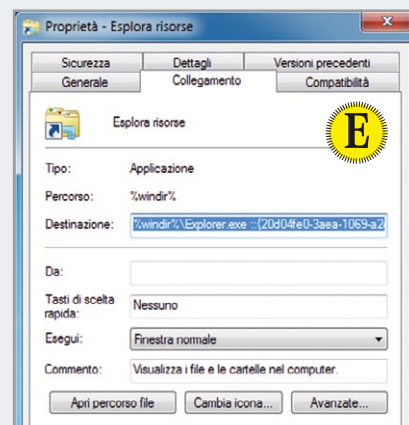 Proprietà - Esplora risorse
Sicurezza Dettagli Versioni precedenti
Generale Collegamento Compatibilità
Esplora risorse
E
Tipo: Applicazione
Percorso: %windir%
Destinazione: %windir%\Explorer.exe ::{20d04fe0-3aea-1069-a2
Da:
Tasti di scelta
rapida: Nessuno
Esegui: Finestra normale
Commento: Visualizza i file e le cartelle nel computer.
Apri percorso file Cambia icona... Avanzate...